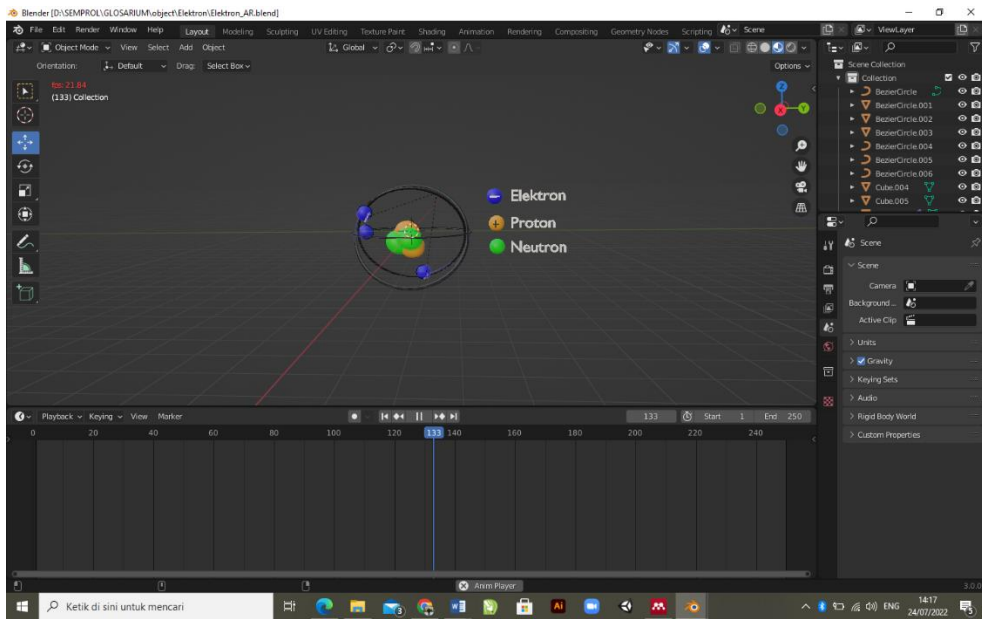 Blender [D:\SEMPROL\GLOSARIUM\object\Elektron\Elektron_AR.blend]
File Edit Render Window Help Layout Modeling Sculpting UV Editing Texture Paint Shading Animation Rendering Compositing Geometry Nodes Scripting Scene ViewLayer
Object Mode View Select Add Object Global
Orientation: Default Drag: Select Box Options
fps: 21.84
(133) Collection
Z
X
Y
Elektron
Proton
Neutron
Scene Collection
Collection
BezierCircle
BezierCircle.001
BezierCircle.002
BezierCircle.003
BezierCircle.004
BezierCircle.005
BezierCircle.006
Cube.004
Cube.005
Scene
Scene
Camera
Background...
Active Clip
Units
Gravity
Keying Sets
Audio
Rigid Body World
Custom Properties
Playback Keying View Marker 133 Start 1 End 250
0 20 40 60 80 100 120 133 140 160 180 200 220 240
Anim Player 3.0.0
Ketik di sini untuk mencari ENG 14:17
24/07/2022